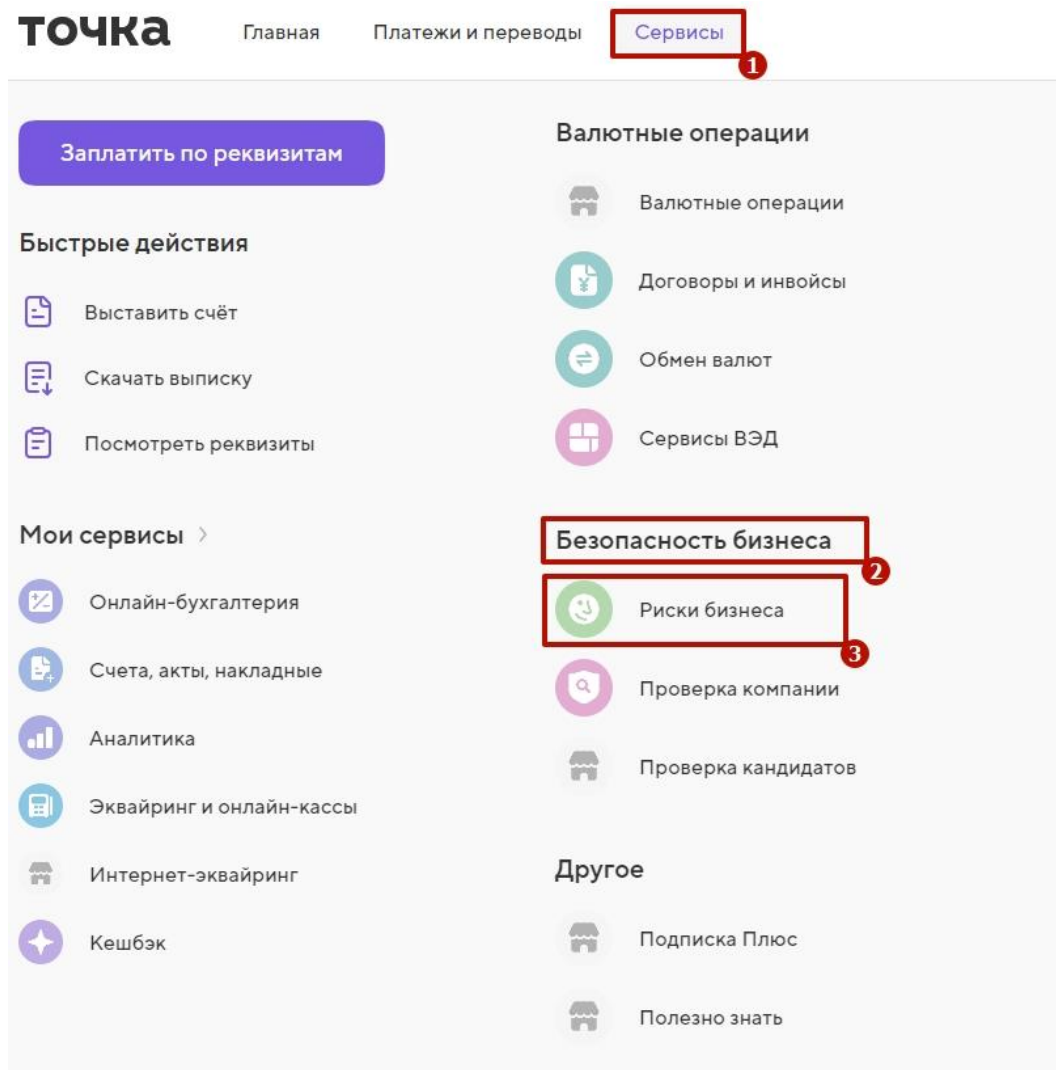 точка
Главная
Платежи и переводы
Сервисы
1
Заплатить по реквизитам
Быстрые действия
Выставить счёт
Скачать выписку
Посмотреть реквизиты
Мои сервисы >
Онлайн-бухгалтерия
Счета, акты, накладные
Аналитика
Эквайринг и онлайн-кассы
Интернет-эквайринг
Кешбэк
Валютные операции
Валютные операции
Договоры и инвойсы
Обмен валют
Сервисы ВЭД
Безопасность бизнеса
2
Риски бизнеса
3
Проверка компании
Проверка кандидатов
Другое
Подписка Плюс
Полезно знать